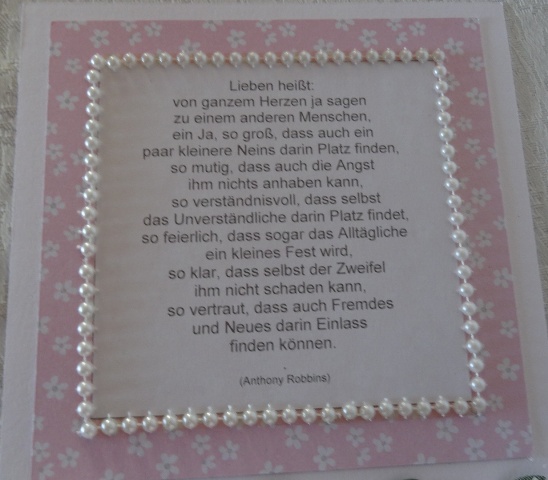 Lieben heißt:
von ganzem Herzen ja sagen
zu einem anderen Menschen,
ein Ja, so groß, dass auch ein
paar kleinere Neins darin Platz finden,
so mutig, dass auch die Angst
ihm nichts anhaben kann,
so verständnisvoll, dass selbst
das Unverständliche darin Platz findet,
so feierlich, dass sogar das Alltägliche
ein kleines Fest wird,
so klar, dass selbst der Zweifel
ihm nicht schaden kann,
so vertraut, dass auch Fremdes
und Neues darin Einlass
finden können.
(Anthony Robbins)